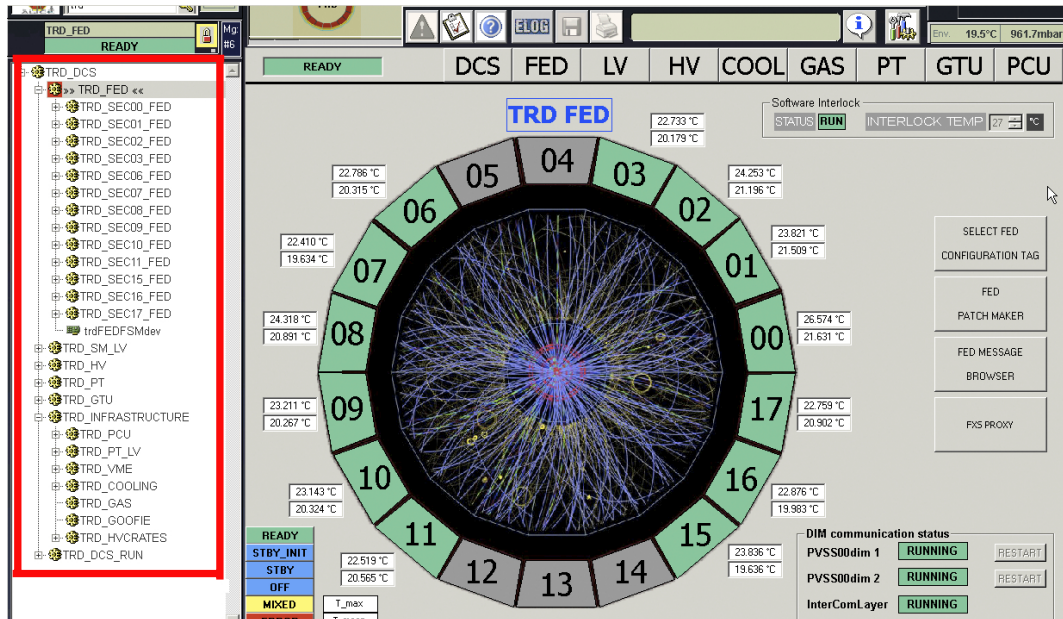 TRD_FED
READY
Mg:
#6
ELOG
Env. 19.5°C 961.7mbar
TRD_DCS
>> TRD_FED <<
TRD_SEC00_FED
TRD_SEC01_FED
TRD_SEC02_FED
TRD_SEC03_FED
TRD_SEC06_FED
TRD_SEC07_FED
TRD_SEC08_FED
TRD_SEC09_FED
TRD_SEC10_FED
TRD_SEC11_FED
TRD_SEC15_FED
TRD_SEC16_FED
TRD_SEC17_FED
trdFEDFSMdev
TRD_SM_LV
TRD_HV
TRD_PT
TRD_GTU
TRD_INFRASTRUCTURE
TRD_PCU
TRD_PT_LV
TRD_VME
TRD_COOLING
TRD_GAS
TRD_GOOFIE
TRD_HVCRATES
TRD_DCS_RUN
READY DCS FED LV HV COOL GAS PT GTU PCU
TRD FED
Software Interlock
STATUS RUN INTERLOCK TEMP 27 °C
22.733 °C
20.179 °C
22.786 °C
20.315 °C
24.253 °C
21.196 °C
22.410 °C
19.634 °C
23.821 °C
21.509 °C
24.318 °C
20.891 °C
26.574 °C
21.631 °C
23.211 °C
20.267 °C
22.759 °C
20.902 °C
23.143 °C
20.324 °C
22.876 °C
19.983 °C
22.519 °C
20.565 °C
23.836 °C
19.636 °C
04
05
03
06
02
07
01
08
00
09
17
10
16
11
15
12
14
13
SELECT FED
CONFIGURATION TAG
FED
PATCH MAKER
FED MESSAGE
BROWSER
FXS PROXY
READY
STBY_INIT
STBY
OFF
MIXED
T_max
DIM communication status
PVSS00dim 1 RUNNING RESTART
PVSS00dim 2 RUNNING RESTART
InterComLayer RUNNING